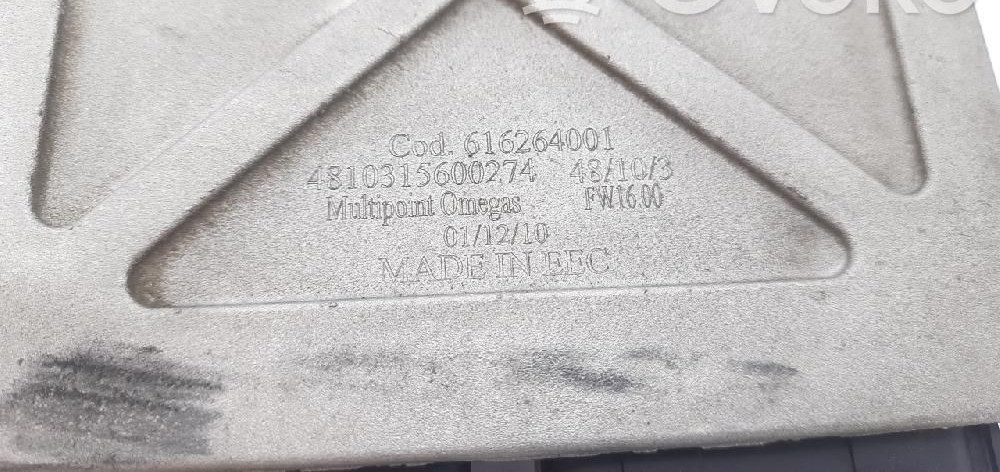 Cod. 616264001
4810315600274 48/10/3
Multipoint Omegas FW16.00
01/12/10
MADE IN EEC